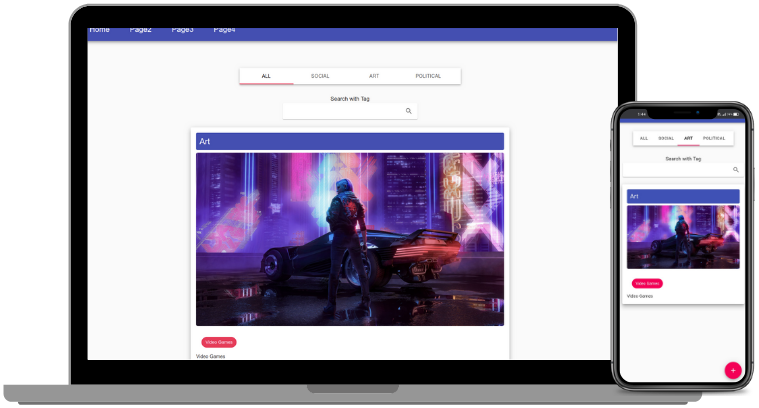 Home Page2 Page3 Page4
ALL SOCIAL ART POLITICAL
Search with Tag
Art
Video Games
Video Games
ALL SOCIAL ART POLITICAL
Search with Tag
Art
Video Games
Video Games
+